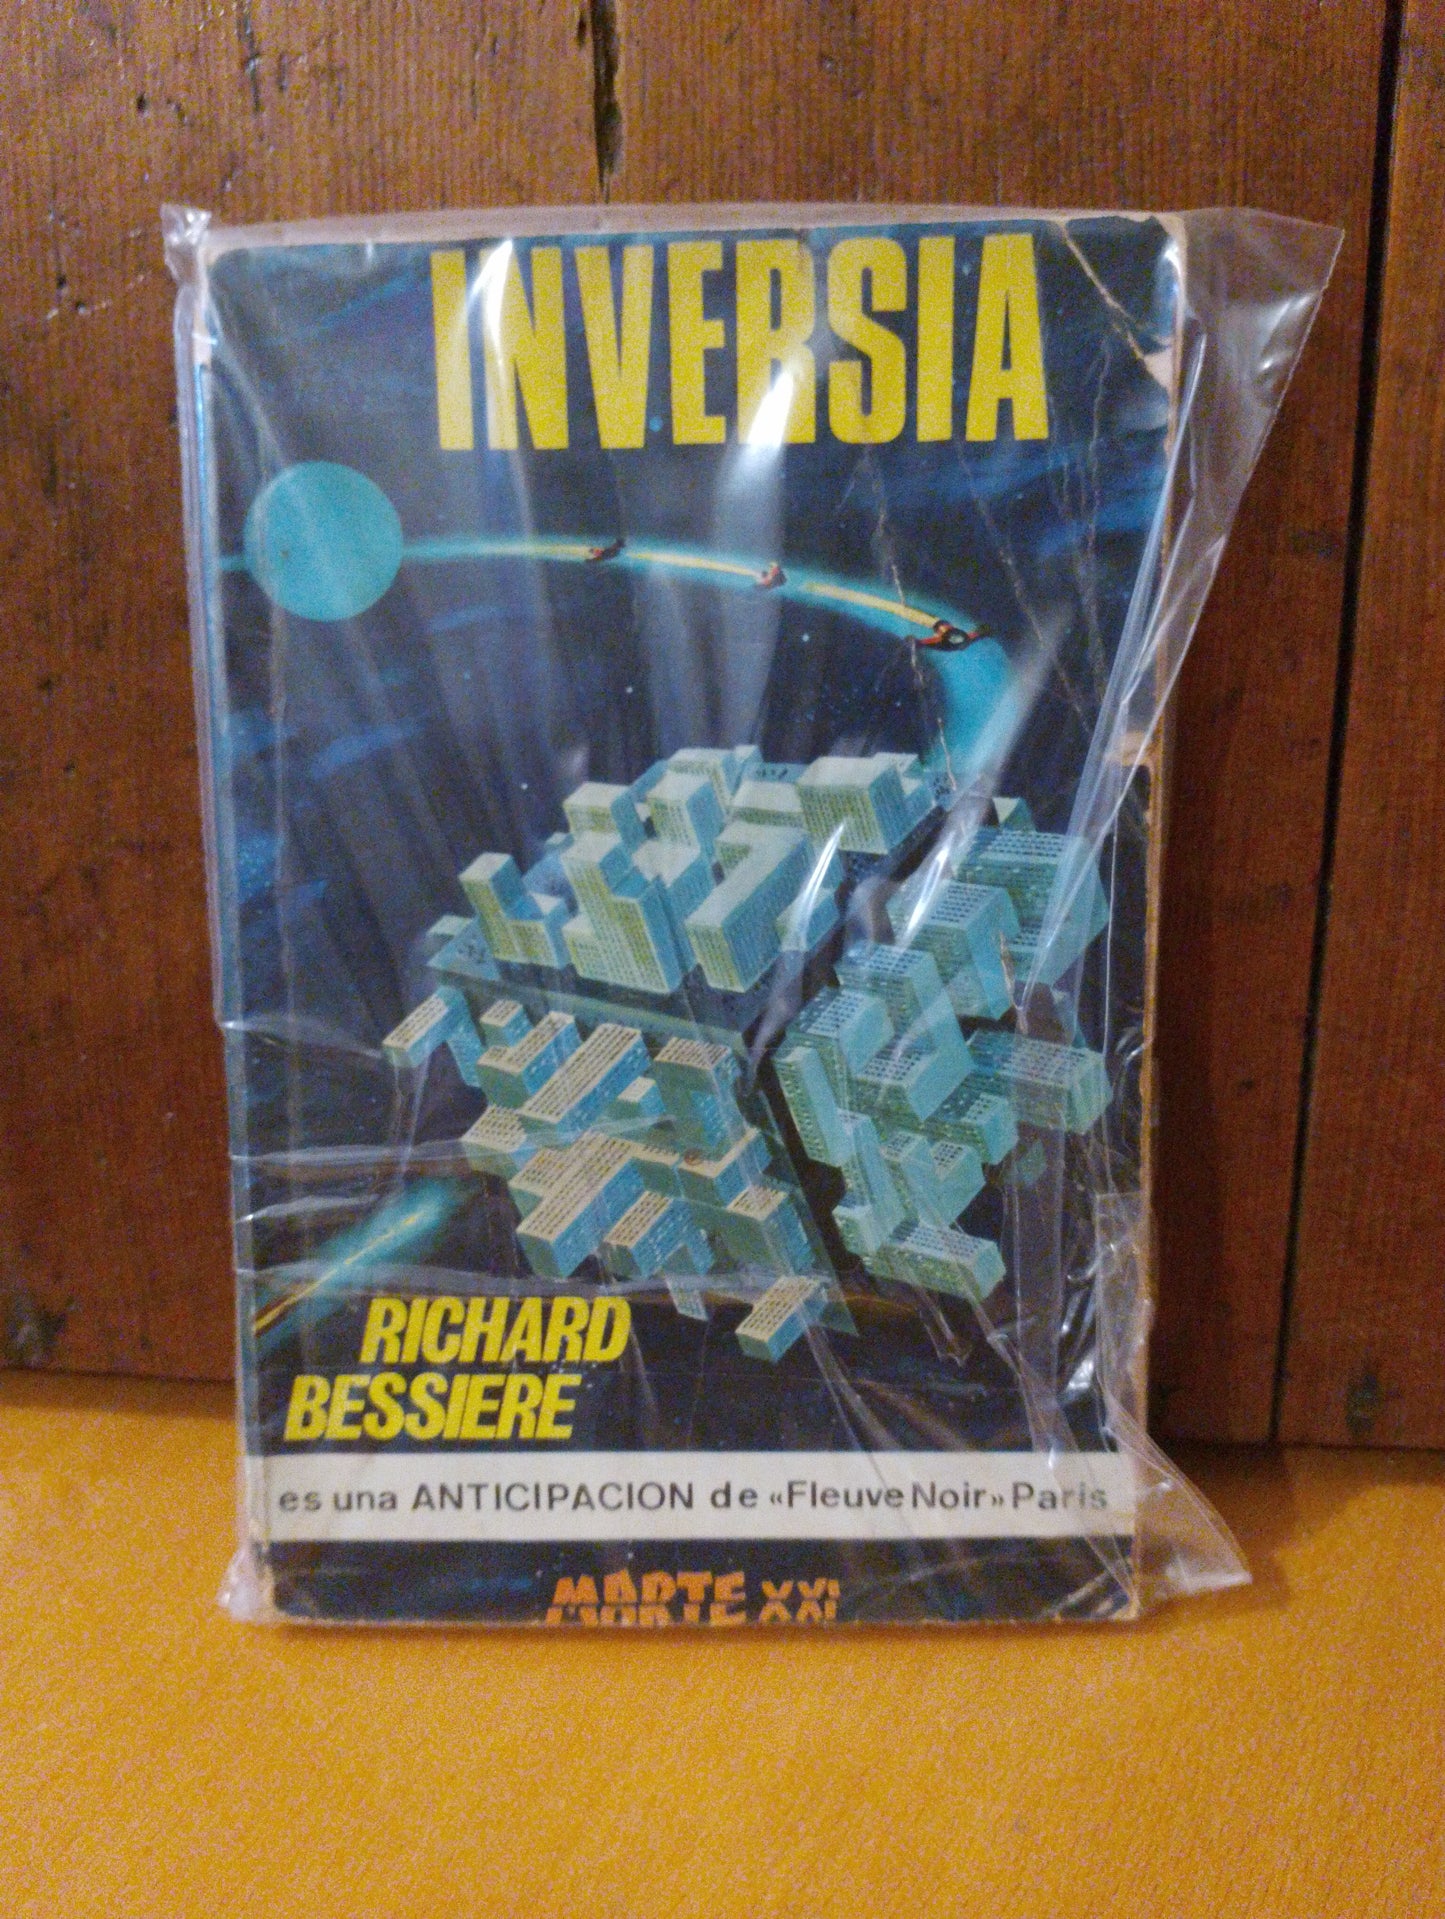 INVERSIA
RICHARD
BESSIERE
es una ANTICIPACION de «Fleuve Noir» Paris
MARTE XXI